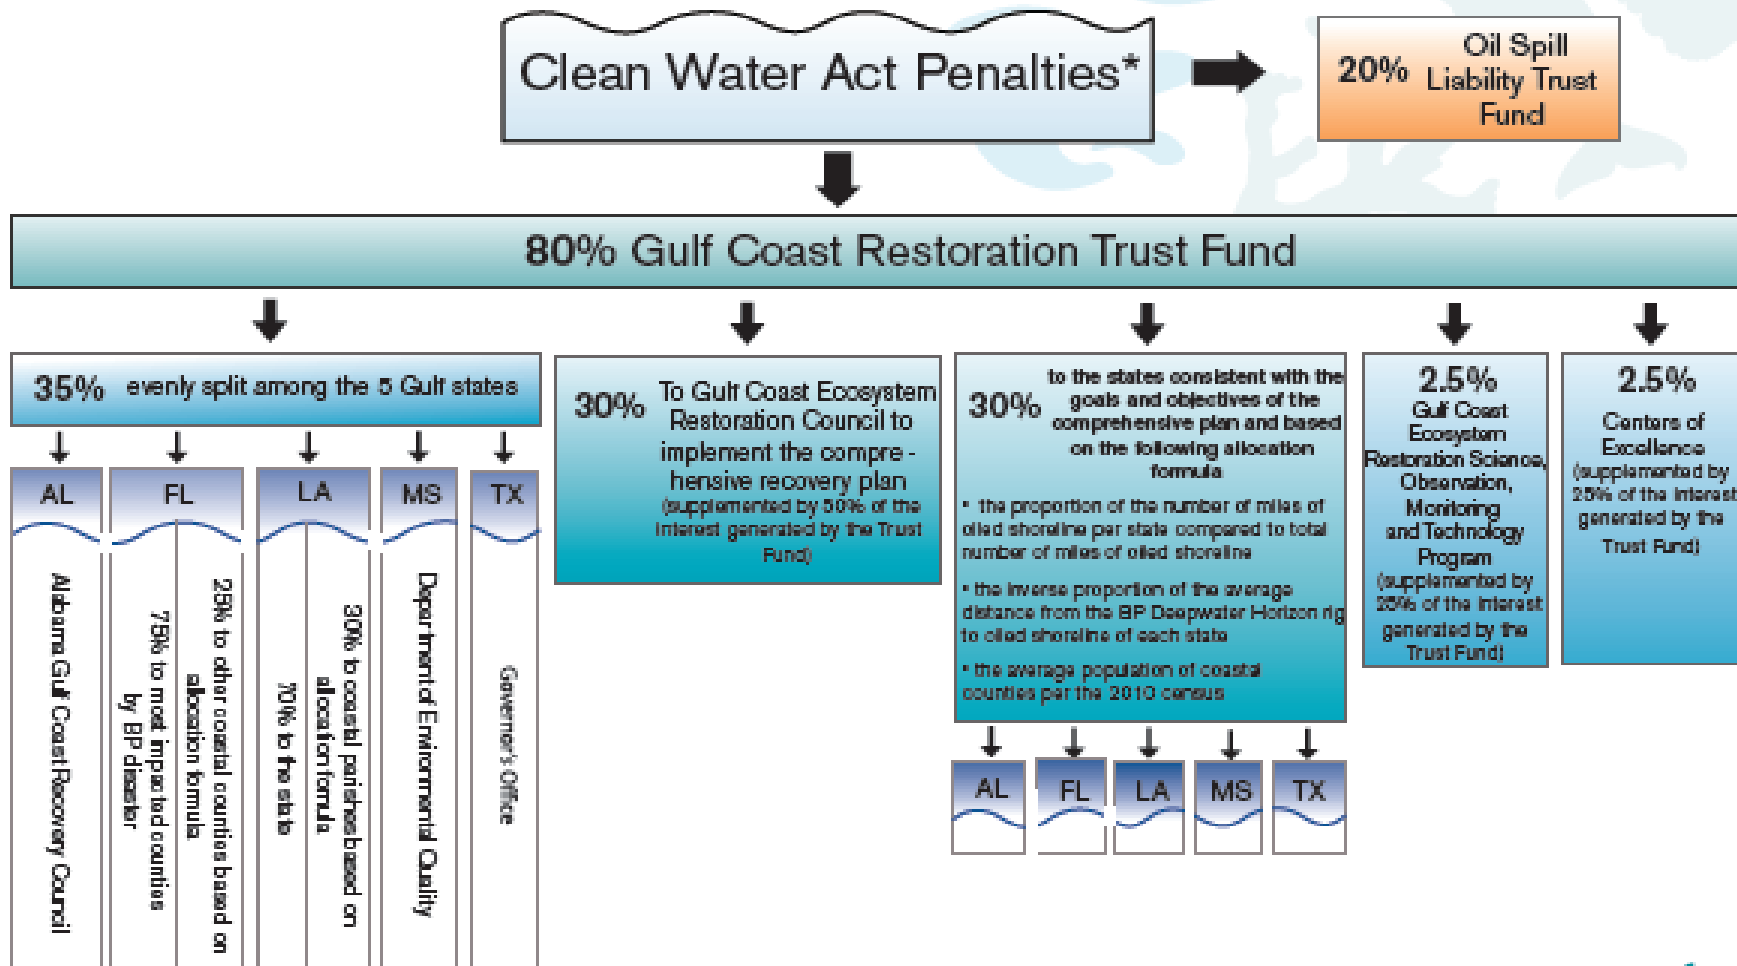 Clean Water Act Penalties*
20% Oil Spill
Liability Trust
Fund
80% Gulf Coast Restoration Trust Fund
35% evenly split among the 5 Gulf states
AL
FL
LA
MS
TX
Alabama Gulf Coast Recovery Council
75% to most impacted counties
by BP disaster
25% to other coastal counties based on
allocation formula
70% to the state
30% to coastal parishes based on
allocation formula
Department of Environmental Quality
Governor's Office
30% To Gulf Coast Ecosystem
Restoration Council to
implement the compre -
hensive recovery plan
(supplemented by 50% of the
interest generated by the Trust
Fund)
30% to the states consistent with the
goals and objectives of the
comprehensive plan and based
on the following allocation
formula
• the proportion of the number of miles of
oiled shoreline per state compared to total
number of miles of oiled shoreline
• the inverse proportion of the average
distance from the BP Deepwater Horizon rig
to oiled shoreline of each state
• the average population of coastal
counties per the 2010 census
AL
FL
LA
MS
TX
2.5%
Gulf Coast
Ecosystem
Restoration Science,
Observation,
Monitoring
and Technology
Program
(supplemented by
25% of the interest
generated by the
Trust Fund)
2.5%
Centers of
Excellence
(supplemented by
25% of the interest
generated by the
Trust Fund)